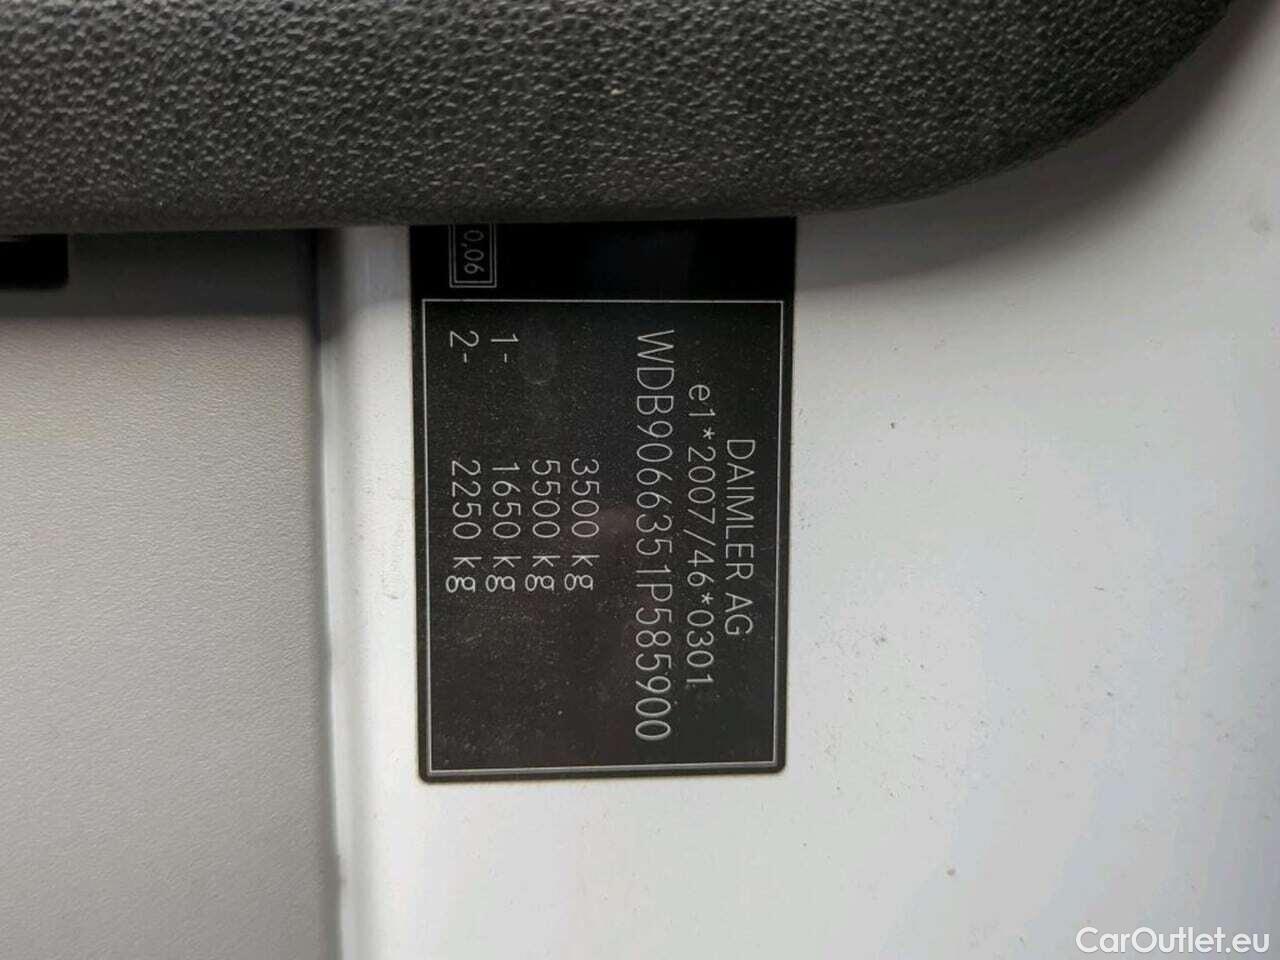 DAIMLER AG
e1*2007/46*0301
WDB9066351P585900
3500 kg
5500 kg
1- 1650 kg
2- 2250 kg
0,06
CarOutlet.eu